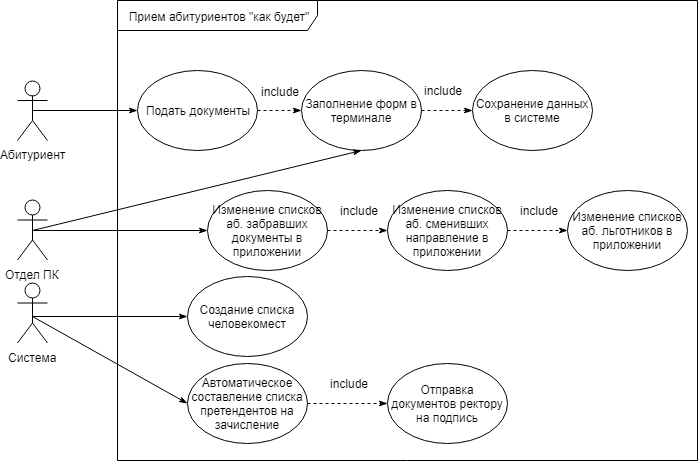 Прием абитуриентов "как будет"
include
include
Подать документы
Заполнение форм в
терминале
Сохранение данных
в системе
Абитуриент
Изменение списков
аб. забравших
документы в
приложении
include
Изменение списков
аб. сменивших
направление в
приложении
include
Изменение списков
аб. льготников в
приложении
Отдел ПК
Создание списка
человекомест
Система
Автоматическое
составление списка
претендентов на
зачисление
include
Отправка
документов ректору
на подпись